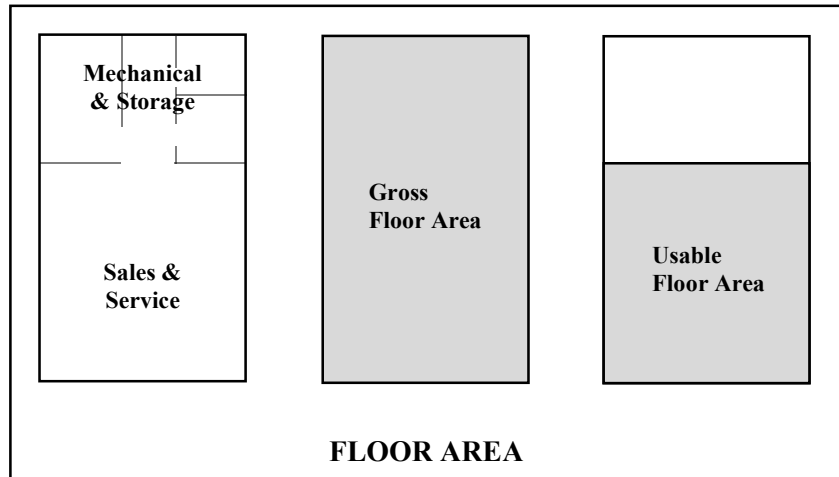 Mechanical
& Storage
Sales &
Service
Gross
Floor Area
Usable
Floor Area
FLOOR AREA